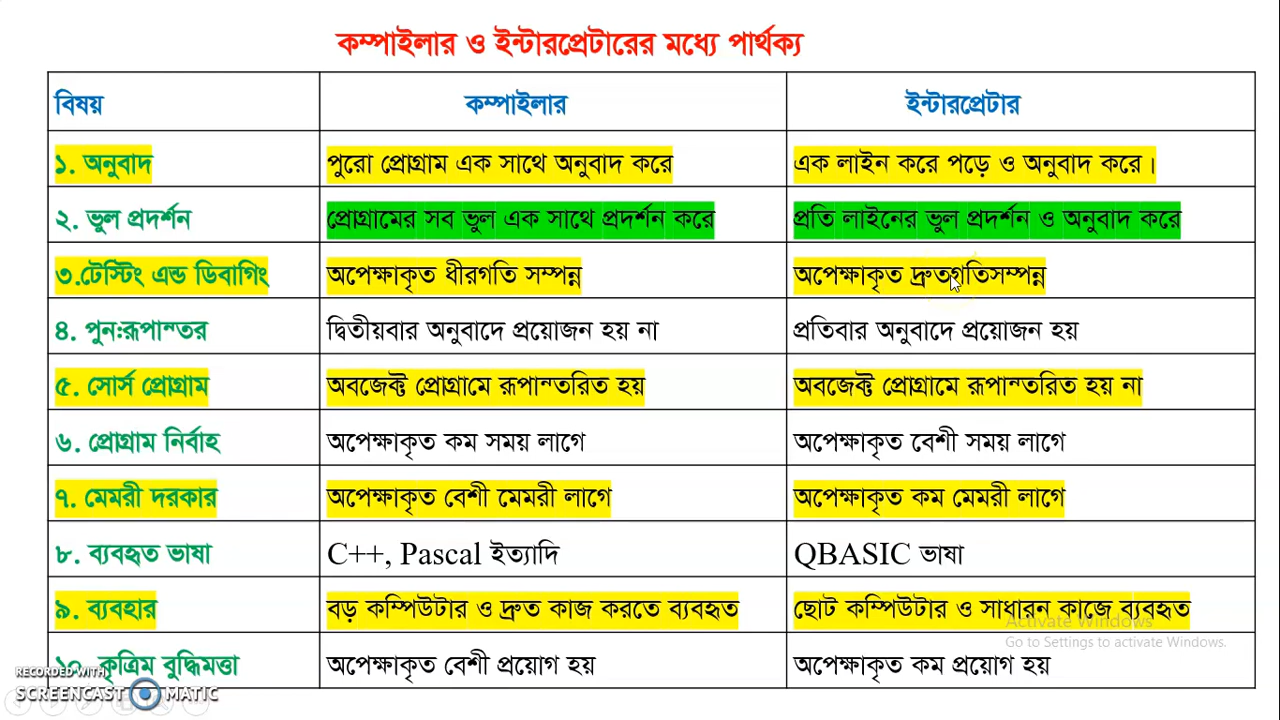 কম্পাইলার ও ইন্টারপ্রেটারের মধ্যে পার্থক্য
বিষয় কম্পাইলার ইন্টারপ্রেটার
১. অনুবাদ পুরো প্রোগ্রাম এক সাথে অনুবাদ করে এক লাইন করে পড়ে ও অনুবাদ করে।
২. ভুল প্রদর্শন প্রোগ্রামের সব ভুল এক সাথে প্রদর্শন করে প্রতি লাইনের ভুল প্রদর্শন ও অনুবাদ করে
৩.টেস্টিং এন্ড ডিবাগিং অপেক্ষাকৃত ধীরগতি সম্পন্ন অপেক্ষাকৃত দ্রুতগতিসম্পন্ন
৪. পুন:রূপান্তর দ্বিতীয়বার অনুবাদে প্রয়োজন হয় না প্রতিবার অনুবাদে প্রয়োজন হয়
৫. সোর্স প্রোগ্রাম অবজেক্ট প্রোগ্রামে রূপান্তরিত হয় অবজেক্ট প্রোগ্রামে রূপান্তরিত হয় না
৬. প্রোগ্রাম নির্বাহ অপেক্ষাকৃত কম সময় লাগে অপেক্ষাকৃত বেশী সময় লাগে
৭. মেমরী দরকার অপেক্ষাকৃত বেশী মেমরী লাগে অপেক্ষাকৃত কম মেমরী লাগে
৮. ব্যবহৃত ভাষা C++, Pascal ইত্যাদি QBASIC ভাষা
৯. ব্যবহার বড় কম্পিউটার ও দ্রুত কাজ করতে ব্যবহৃত ছোট কম্পিউটার ও সাধারন কাজে ব্যবহৃত
Activate Windows
Go to Settings to activate Windows.
১০. কৃত্রিম বুদ্ধিমত্তা অপেক্ষাকৃত বেশী প্রয়োগ হয় অপেক্ষাকৃত কম প্রয়োগ হয়
RECORDED WITH
SCREENCAST MATIC